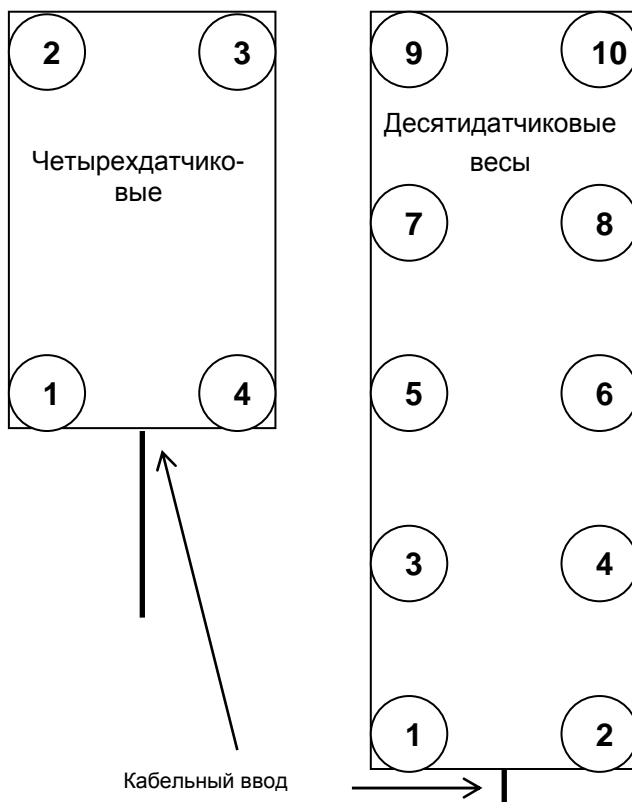 2 3
Четырехдатчико-
вые
1 4
9 10
Десятидатчиковые
весы
7 8
5 6
3 4
1 2
Кабельный ввод